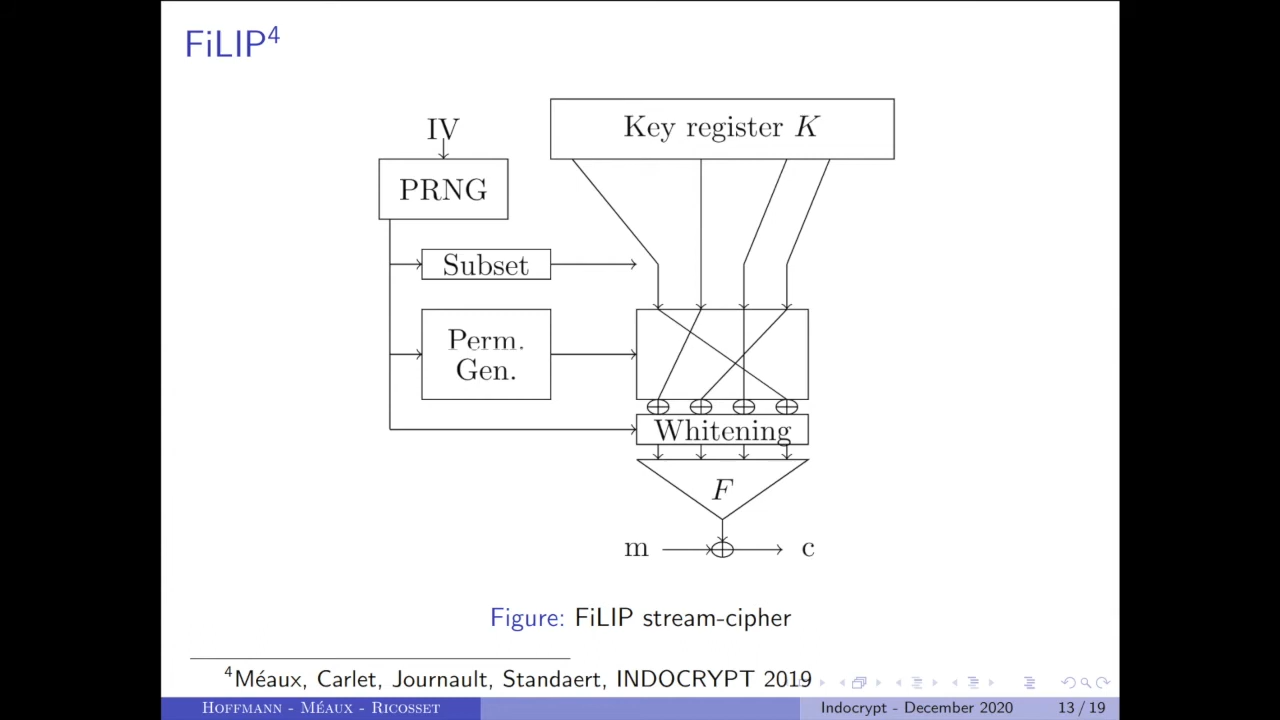 FiLIP⁴
IV
Key register K
PRNG
Subset
Perm.
Gen.
Whitening
F
m
c
Figure: FiLIP stream-cipher
⁴Méaux, Carlet, Journault, Standaert, INDOCRYPT 2019
Hoffmann - Méaux - Ricosset
Indocrypt - December 2020
13 / 19